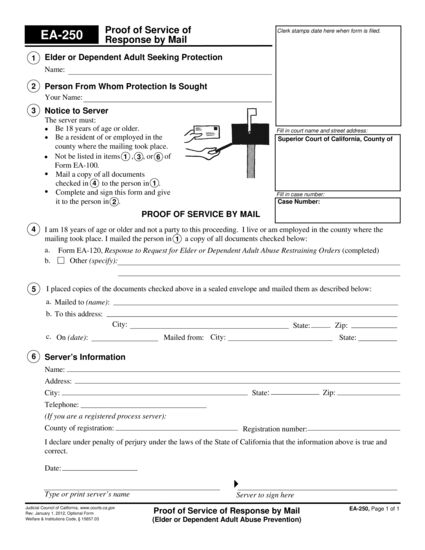 EA-250
Proof of Service of
Response by Mail
Clerk stamps date here when form is filed.
1 Elder or Dependent Adult Seeking Protection
Name:
2 Person From Whom Protection Is Sought
Your Name:
3 Notice to Server
The server must:
• Be 18 years of age or older.
• Be a resident of or employed in the
county where the mailing took place.
• Not be listed in items 1, 3, or 6 of
Form EA-100.
• Mail a copy of all documents
checked in 4 to the person in 1.
• Complete and sign this form and give
it to the person in 2.
Fill in court name and street address:
Superior Court of California, County of
Fill in case number:
Case Number:
PROOF OF SERVICE BY MAIL
4 I am 18 years of age or older and not a party to this proceeding. I live or am employed in the county where the
mailing took place. I mailed the person in 1 a copy of all documents checked below:
a. Form EA-120, Response to Request for Elder or Dependent Adult Abuse Restraining Orders (completed)
b. Other (specify):
5 I placed copies of the documents checked above in a sealed envelope and mailed them as described below:
a. Mailed to (name):
b. To this address:
City: State: Zip:
c. On (date): Mailed from: City: State:
6 Server's Information
Name:
Address:
City: State: Zip:
Telephone:
(If you are a registered process server):
County of registration: Registration number:
I declare under penalty of perjury under the laws of the State of California that the information above is true and
correct.
Date:
Type or print server's name Server to sign here
Judicial Council of California, www.courts.ca.gov
Rev. January 1, 2012, Optional Form
Welfare & Institutions Code, § 15657.03
Proof of Service of Response by Mail
(Elder or Dependent Adult Abuse Prevention)
EA-250, Page 1 of 1